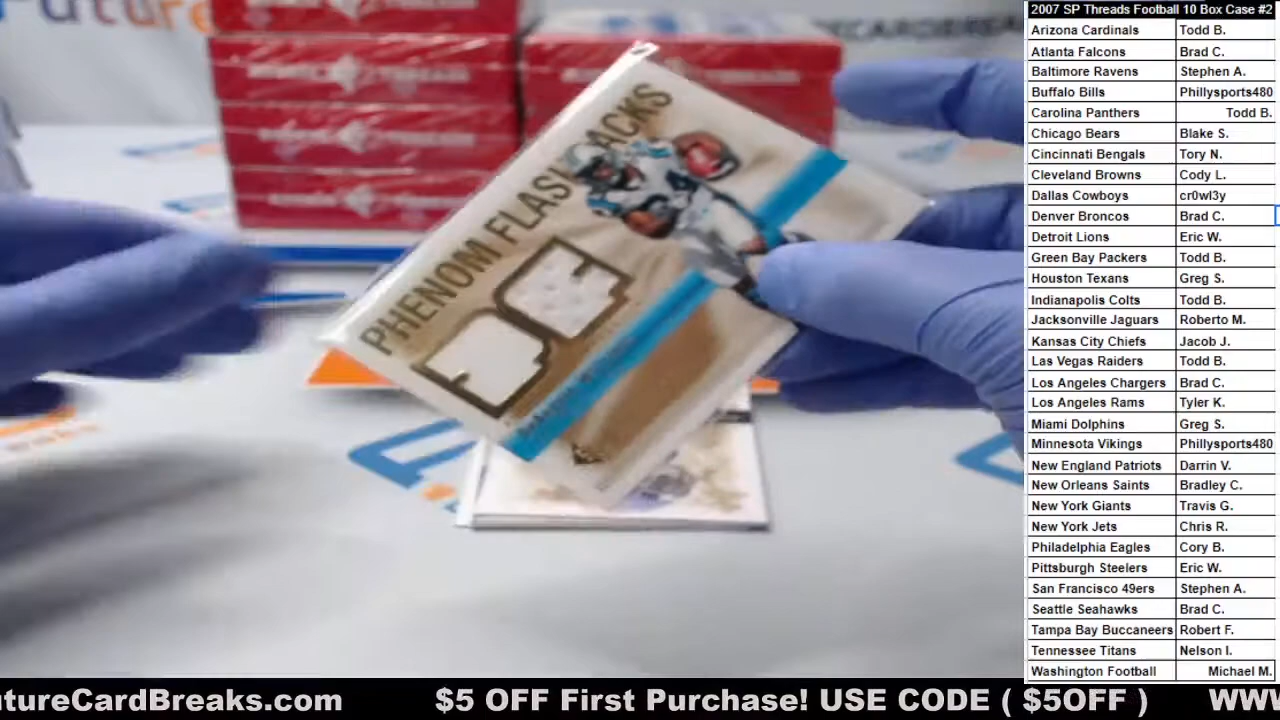 2007 SP Threads Football 10 Box Case #2
Arizona Cardinals Todd B.
Atlanta Falcons Brad C.
Baltimore Ravens Stephen A.
Buffalo Bills Phillysports480
Carolina Panthers Todd B.
Chicago Bears Blake S.
Cincinnati Bengals Tory N.
Cleveland Browns Cody L.
Dallas Cowboys cr0wl3y
Denver Broncos Brad C.
Detroit Lions Eric W.
Green Bay Packers Todd B.
Houston Texans Greg S.
Indianapolis Colts Todd B.
Jacksonville Jaguars Roberto M.
Kansas City Chiefs Jacob J.
Las Vegas Raiders Todd B.
Los Angeles Chargers Brad C.
Los Angeles Rams Tyler K.
Miami Dolphins Greg S.
Minnesota Vikings Phillysports480
New England Patriots Darrin V.
New Orleans Saints Bradley C.
New York Giants Travis G.
New York Jets Chris R.
Philadelphia Eagles Cory B.
Pittsburgh Steelers Eric W.
San Francisco 49ers Stephen A.
Seattle Seahawks Brad C.
Tampa Bay Buccaneers Robert F.
Tennessee Titans Nelson I.
Washington Football Michael M.
Future
PHENOM FLASHBACKS
utureCardBreaks.com $5 OFF First Purchase! USE CODE ( $5OFF ) WWW